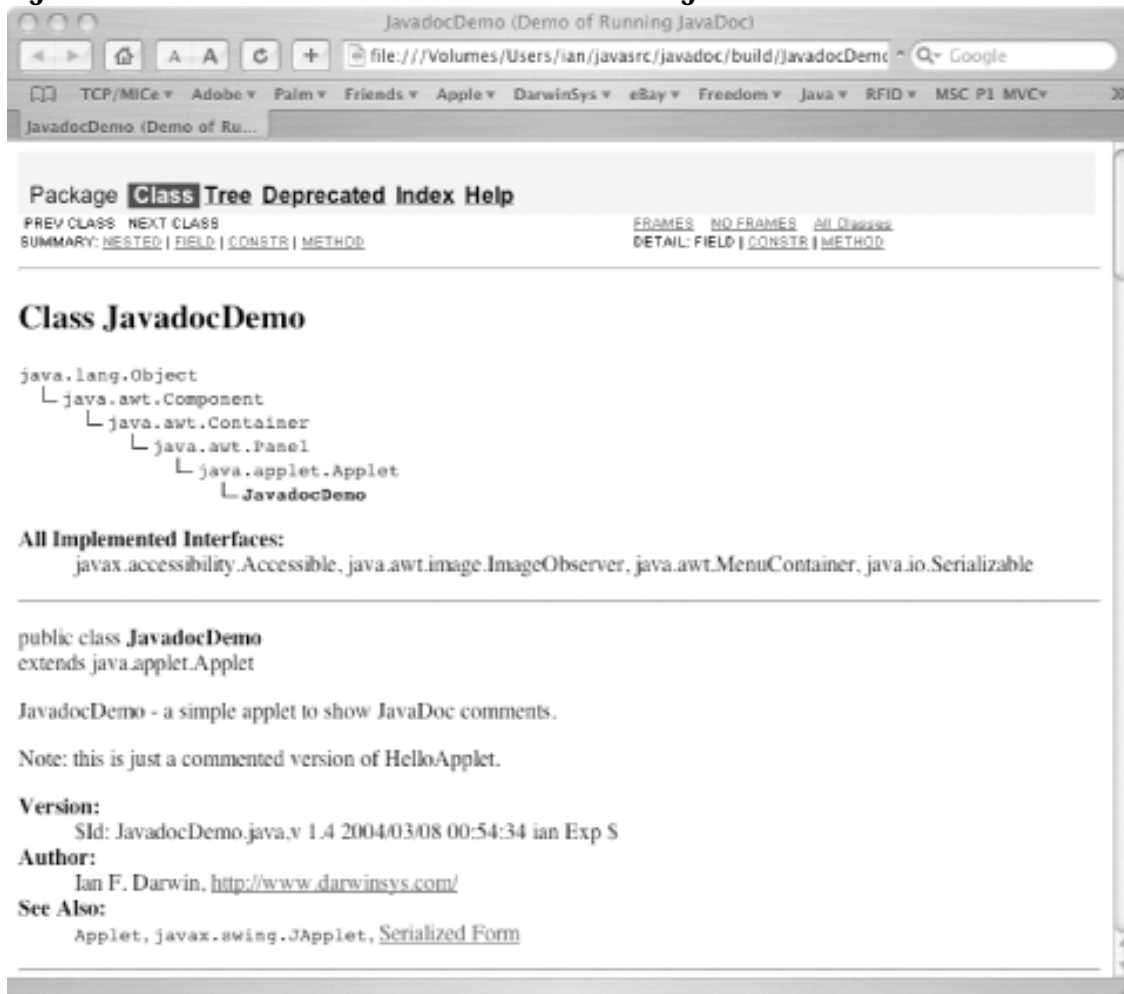 JavadocDemo (Demo of Running JavaDoc)
A A + file:///Volumes/Users/ian/javasrc/javadoc/build/JavadocDemo Q Google
TCP/MICe Adobe Palm Friends Apple DarwinSys eBay Freedom Java RFID MSC P1 MVC
JavadocDemo (Demo of Ru...
Package Class Tree Deprecated Index Help
PREV CLASS NEXT CLASS FRAMES NO FRAMES All Classes
SUMMARY: NESTED | FIELD | CONSTR | METHOD DETAIL: FIELD | CONSTR | METHOD
Class JavadocDemo
java.lang.Object
java.awt.Component
java.awt.Container
java.awt.Panel
java.applet.Applet
JavadocDemo
All Implemented Interfaces:
javax.accessibility.Accessible, java.awt.image.ImageObserver, java.awt.MenuContainer, java.io.Serializable
public class JavadocDemo
extends java.applet.Applet
JavadocDemo - a simple applet to show JavaDoc comments.
Note: this is just a commented version of HelloApplet.
Version:
$Id: JavadocDemo.java,v 1.4 2004/03/08 00:54:34 ian Exp $
Author:
Ian F. Darwin, http://www.darwinsys.com/
See Also:
Applet, javax.swing.JApplet, Serialized Form